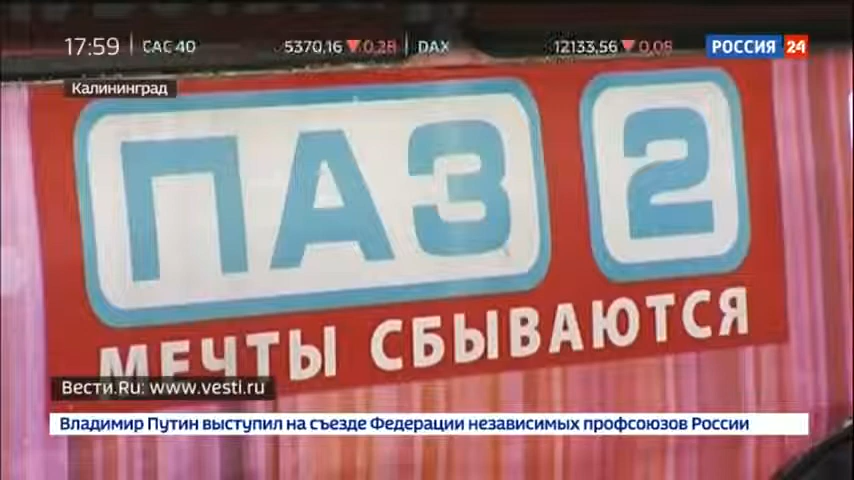 17:59 CAC 40 5370,16 ▼0,28 DAX 12133,56 ▼0,05 РОССИЯ 24
Калининград
ПАЗ 2
МЕЧТЫ СБЫВАЮТСЯ
Вести.Ru: www.vesti.ru
Владимир Путин выступил на съезде Федерации независимых профсоюзов России